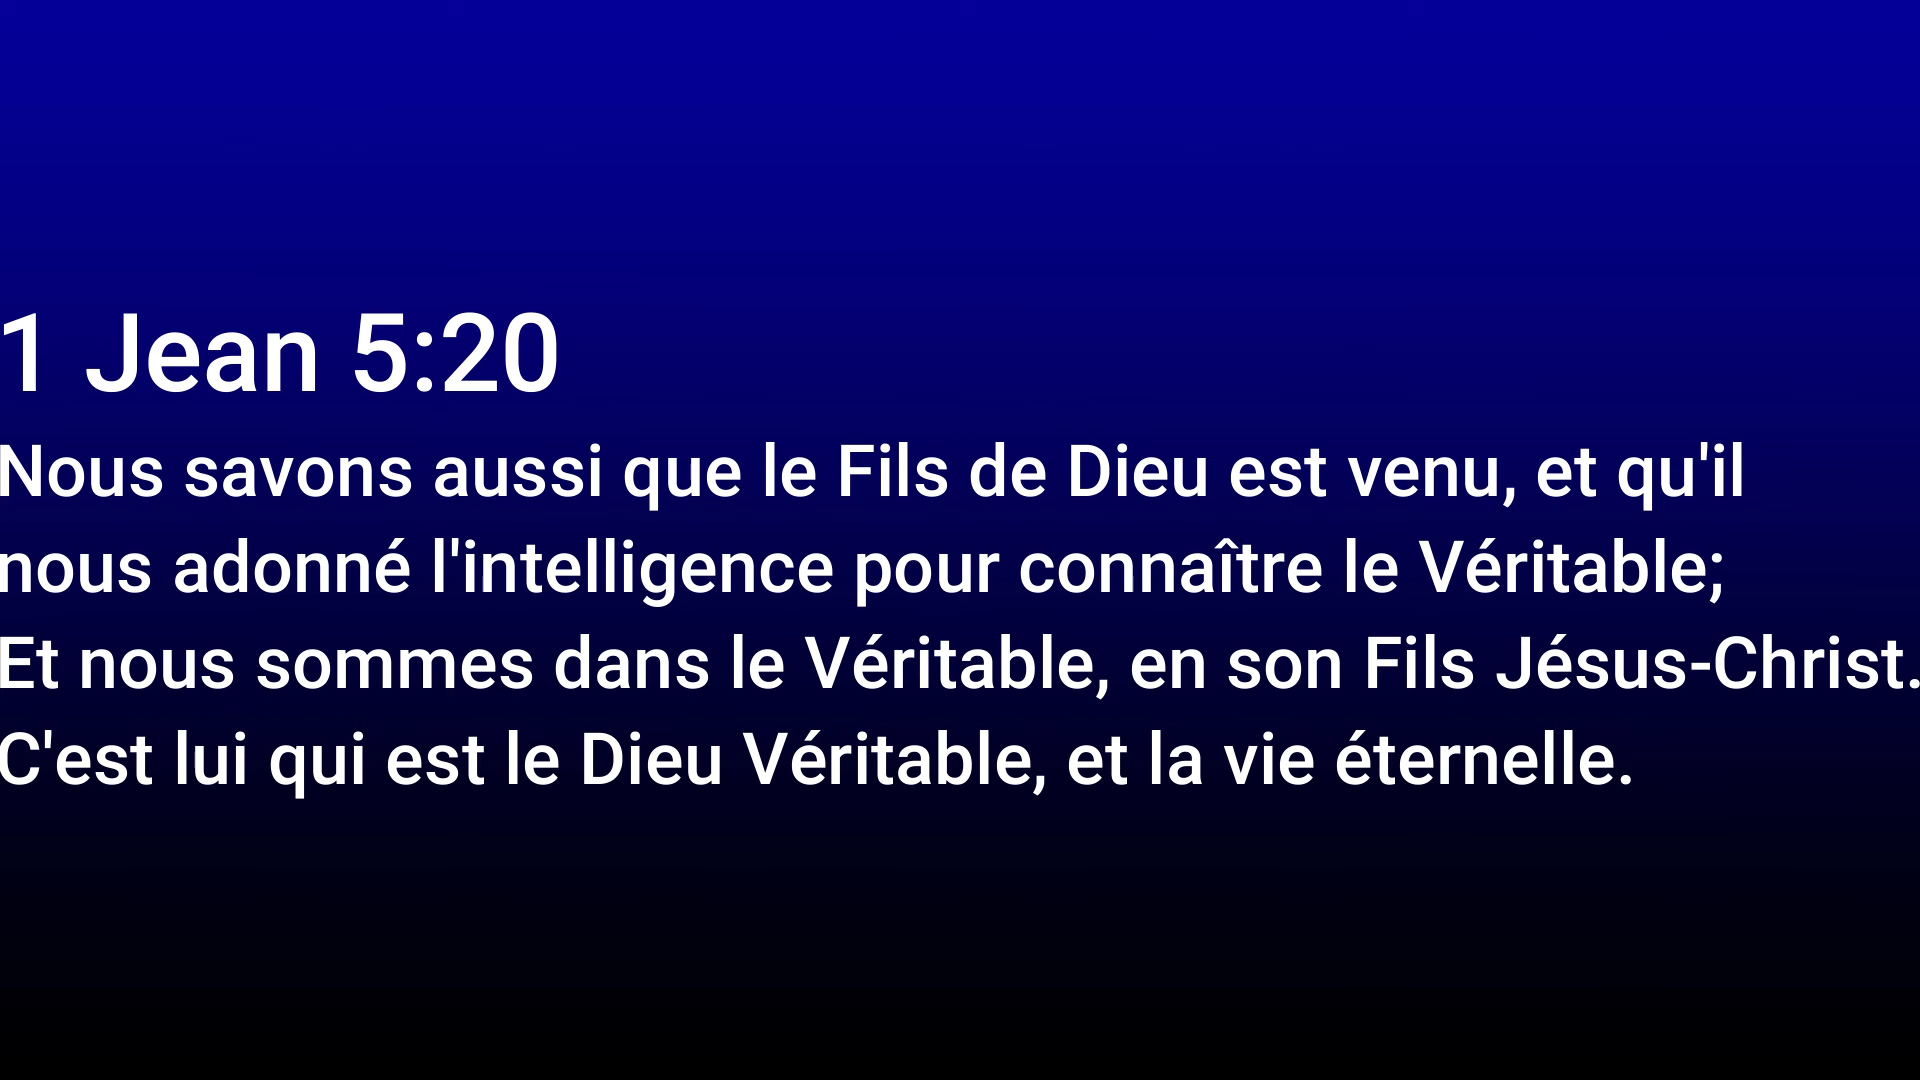 1 Jean 5:20
Nous savons aussi que le Fils de Dieu est venu, et qu'il
nous adonné l'intelligence pour connaître le Véritable;
Et nous sommes dans le Véritable, en son Fils Jésus-Christ.
C'est lui qui est le Dieu Véritable, et la vie éternelle.